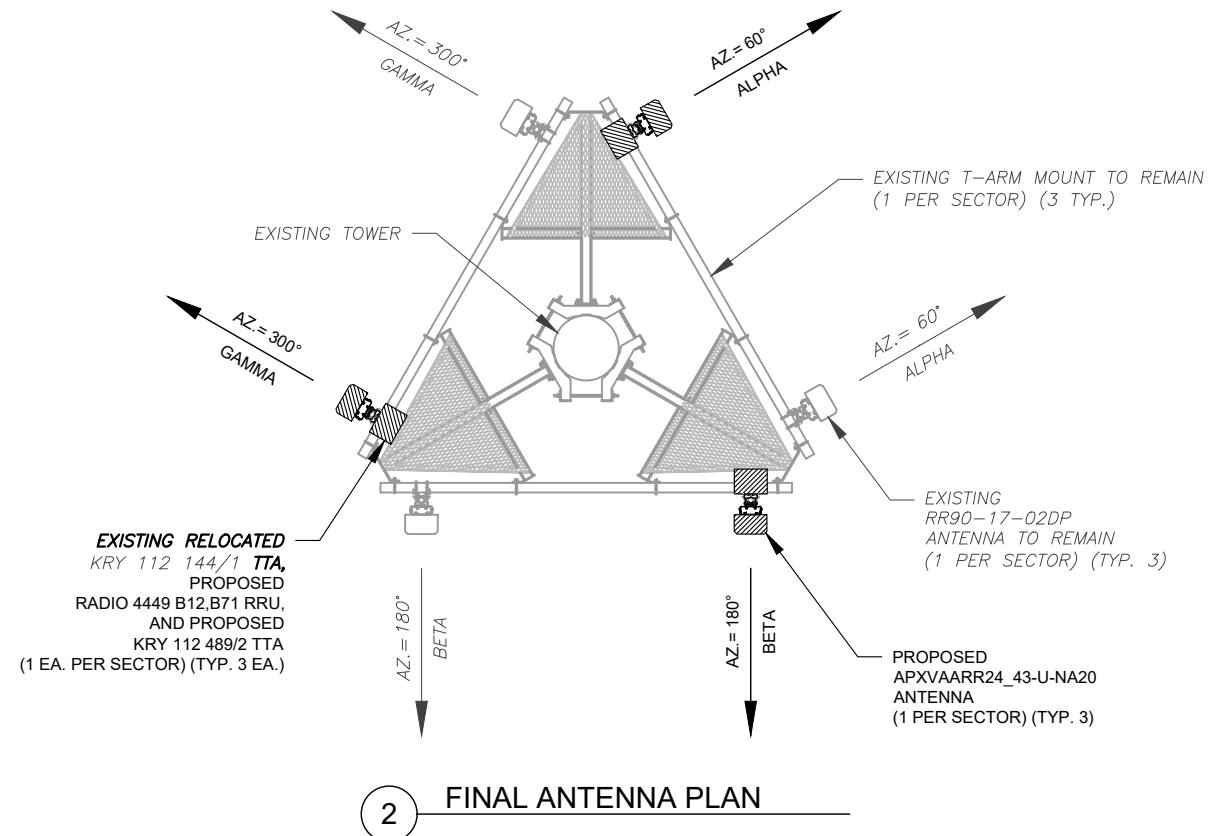 AZ.= 300°
GAMMA
AZ.= 60°
ALPHA
EXISTING T-ARM MOUNT TO REMAIN
(1 PER SECTOR) (3 TYP.)
EXISTING TOWER
AZ.= 300°
GAMMA
AZ.= 60°
ALPHA
EXISTING
RR90-17-02DP
ANTENNA TO REMAIN
(1 PER SECTOR) (TYP. 3)
EXISTING RELOCATED
KRY 112 144/1 TTA,
PROPOSED
RADIO 4449 B12,B71 RRU,
AND PROPOSED
KRY 112 489/2 TTA
(1 EA. PER SECTOR) (TYP. 3 EA.)
AZ.= 180°
BETA
AZ.= 180°
BETA
PROPOSED
APXVAARR24_43-U-NA20
ANTENNA
(1 PER SECTOR) (TYP. 3)
2
FINAL ANTENNA PLAN